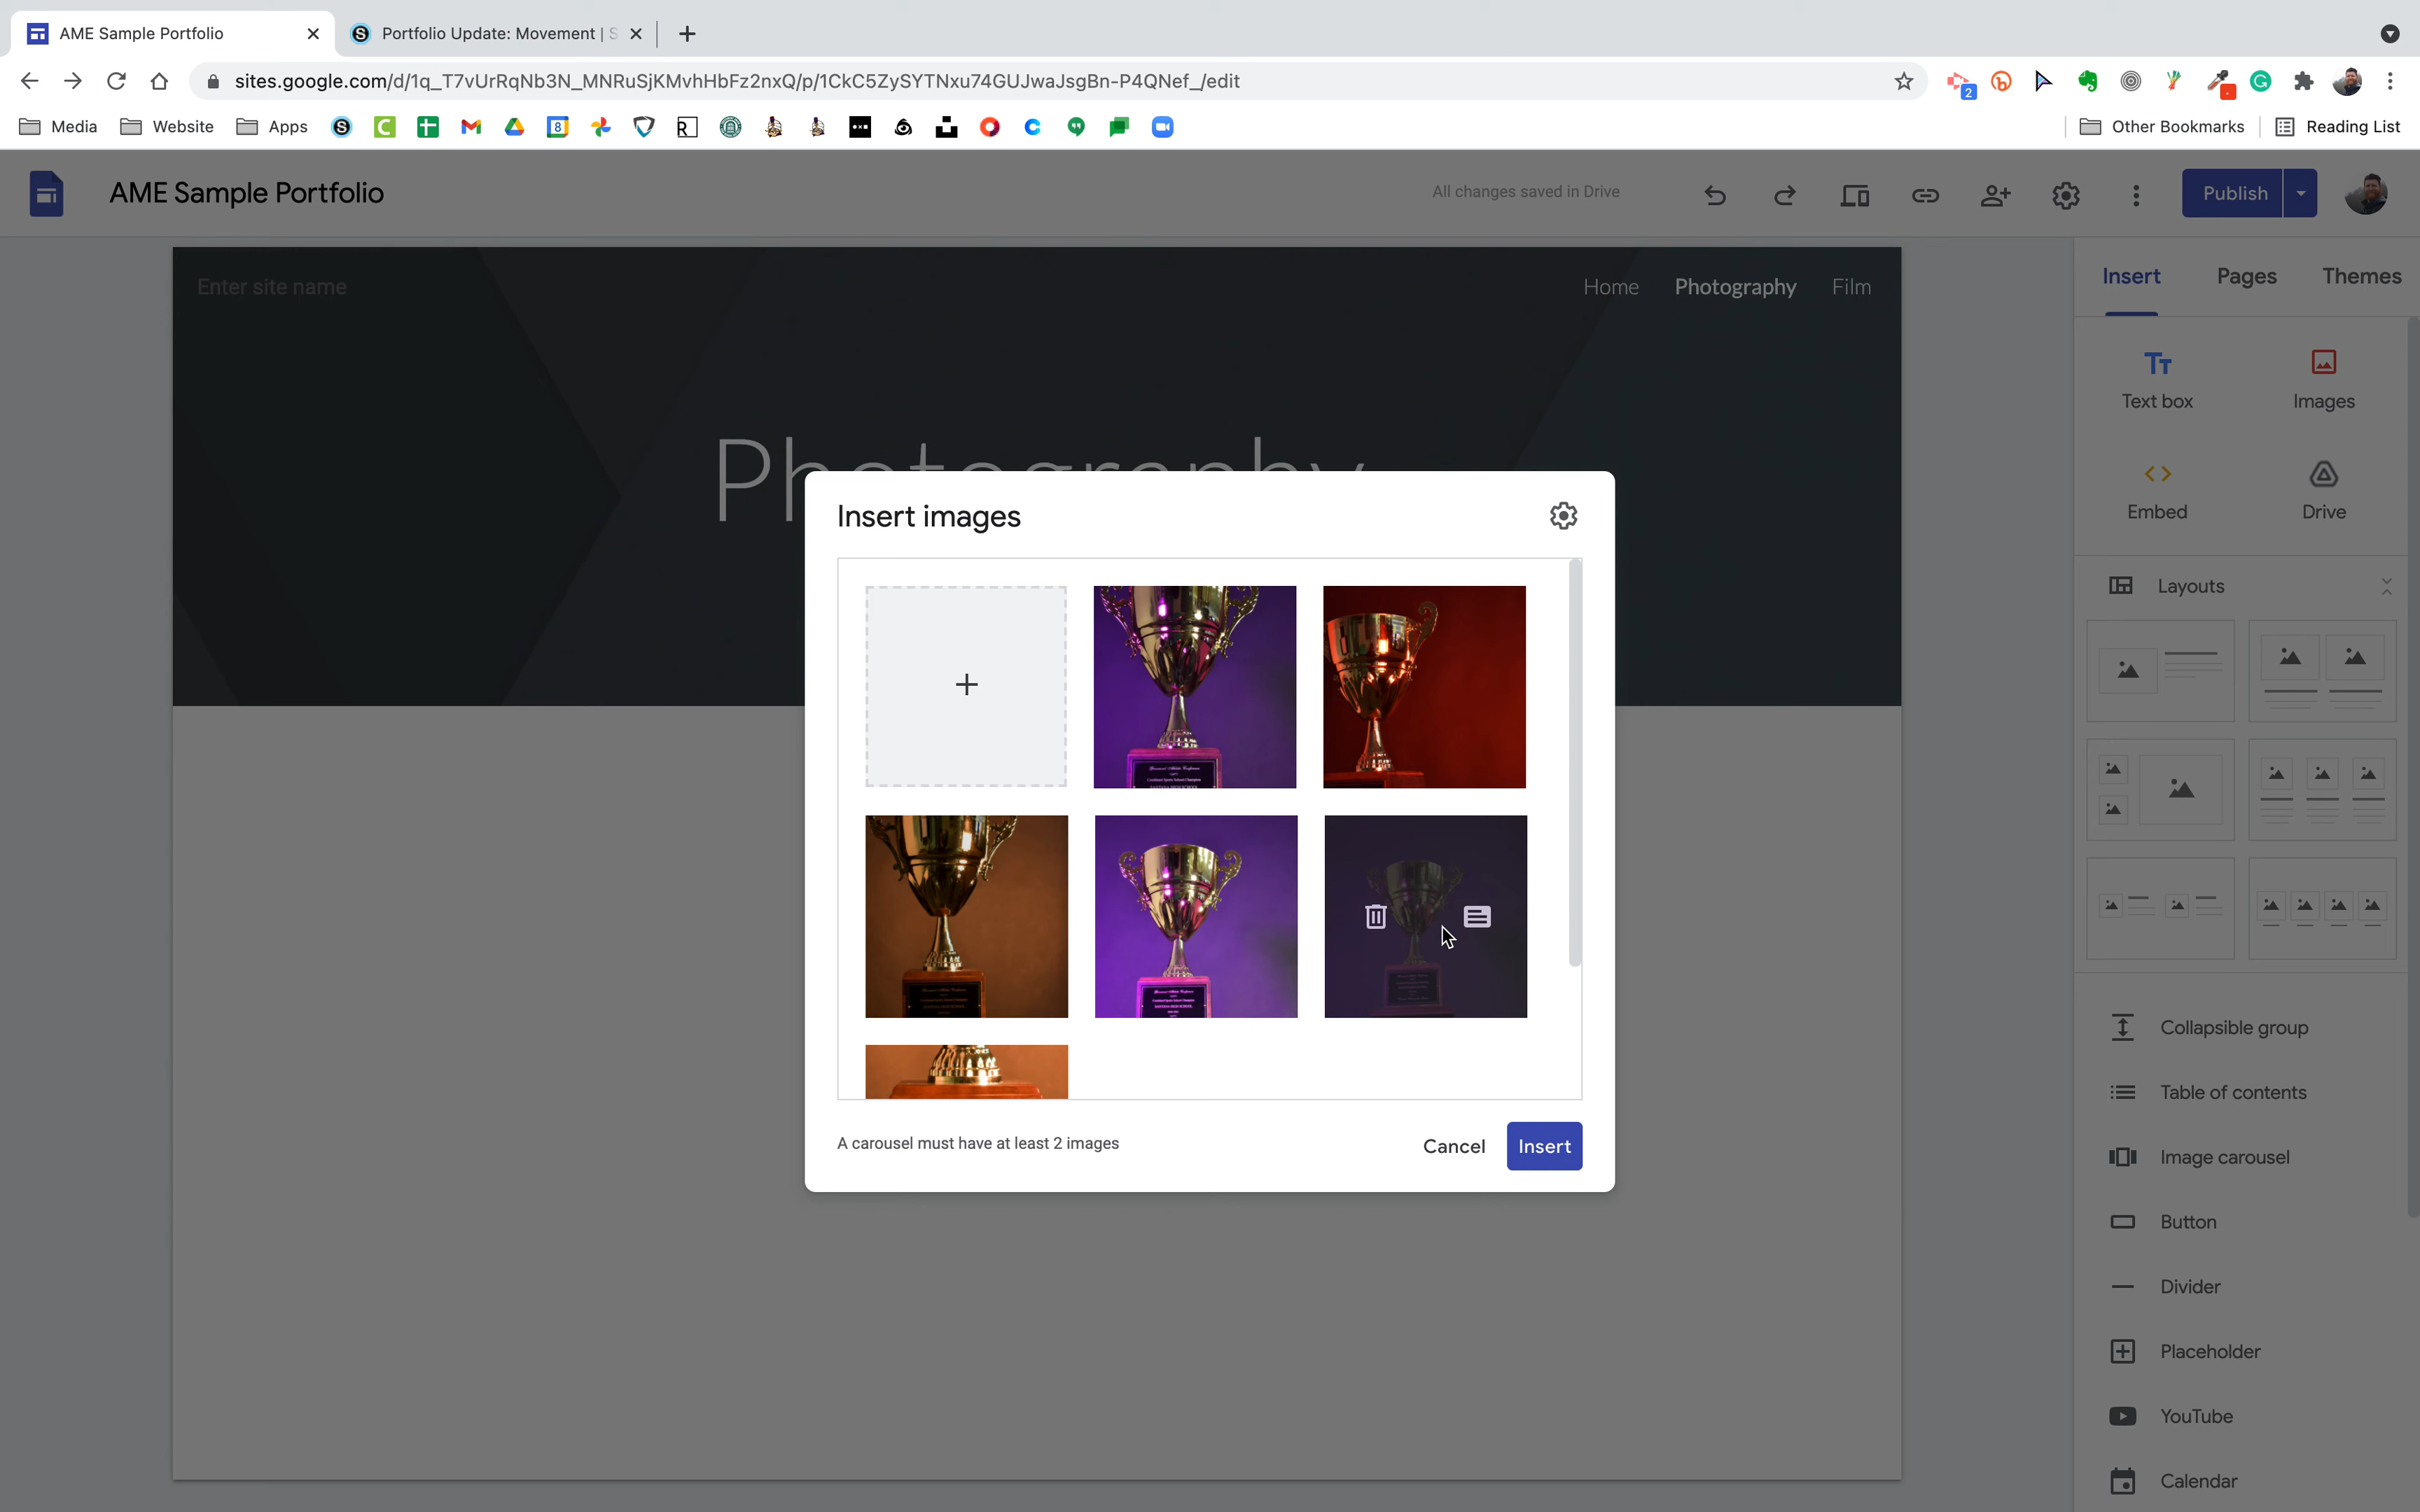 AME Sample Portfolio
Portfolio Update: Movement | S
sites.google.com/d/1q_T7vUrRqNb3N_MNRuSjKMvhHbFz2nxQ/p/1CkC5ZySYTNxu74GUJwaJsgBn-P4QNef_/edit
2
Media
Website
Apps
8
Other Bookmarks
Reading List
AME Sample Portfolio
All changes saved in Drive
Publish
Enter site name
Home
Photography
Film
Insert
Pages
Themes
Photography
Text box
Images
Embed
Drive
Layouts
Insert images
A carousel must have at least 2 images
Cancel
Insert
Collapsible group
Table of contents
Image carousel
Button
Divider
Placeholder
YouTube
Calendar